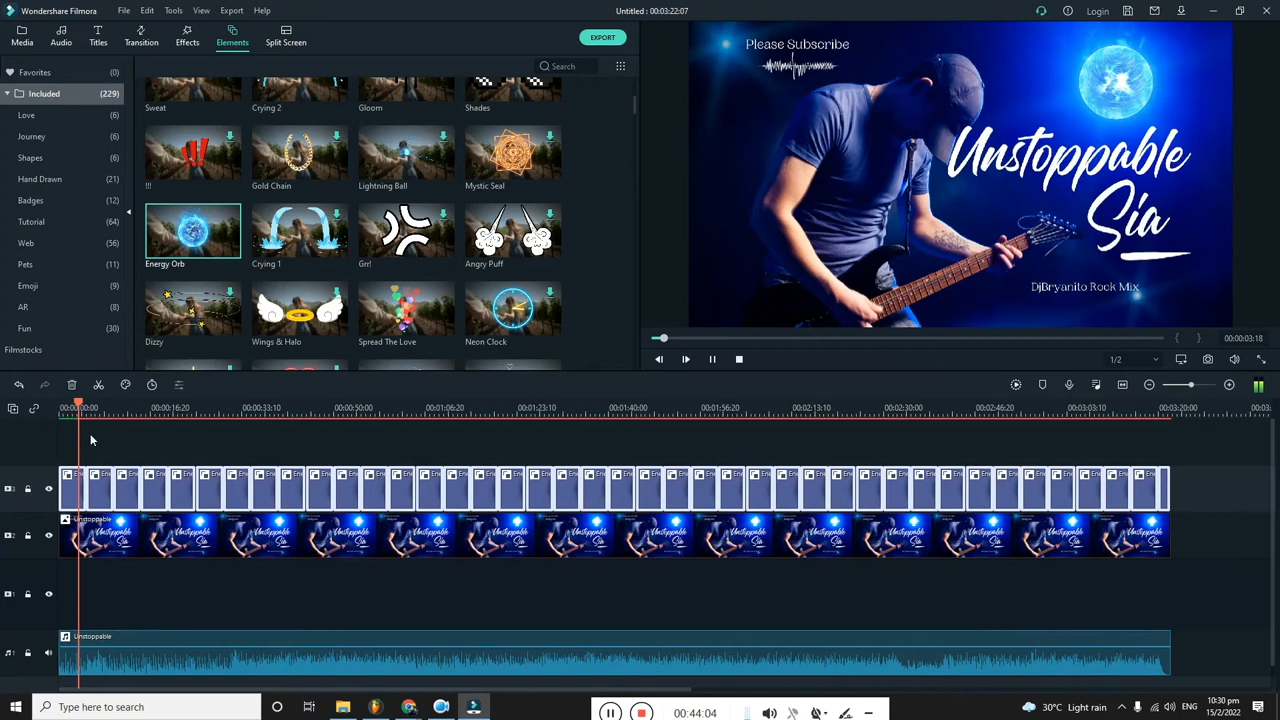 Wondershare Filmora File Edit Tools View Export Help Untitled : 00:03:22:07 Login
Media Audio Titles Transition Effects Elements Split Screen EXPORT
Favorites (0)
Included (229)
Love (6)
Journey (6)
Shapes (6)
Hand Drawn (21)
Badges (12)
Tutorial (64)
Web (56)
Pets (11)
Emoji (6)
AR (8)
Fun (30)
Filmstocks
Search
Sweat Crying 2 Gloom Shades
!!! Gold Chain Lightning Ball Mystic Seal
Energy Orb Crying 1 Grr! Angry Puff
Dizzy Wings & Halo Spread The Love Neon Clock
Please Subscribe
Unstoppable
Sia
DjBryanito Rock Mix
00:00:03:18
1/2
00:00:00:00 00:00:16:20 00:00:33:10 00:00:50:00 00:01:06:20 00:01:23:10 00:01:40:00 00:01:56:20 00:02:13:10 00:02:30:00 00:02:46:20 00:03:03:10 00:03:20:00 00:03:
Unstoppable
Unstoppable
Type here to search
00:44:04
30°C Light rain
10:30 pm
15/2/2022